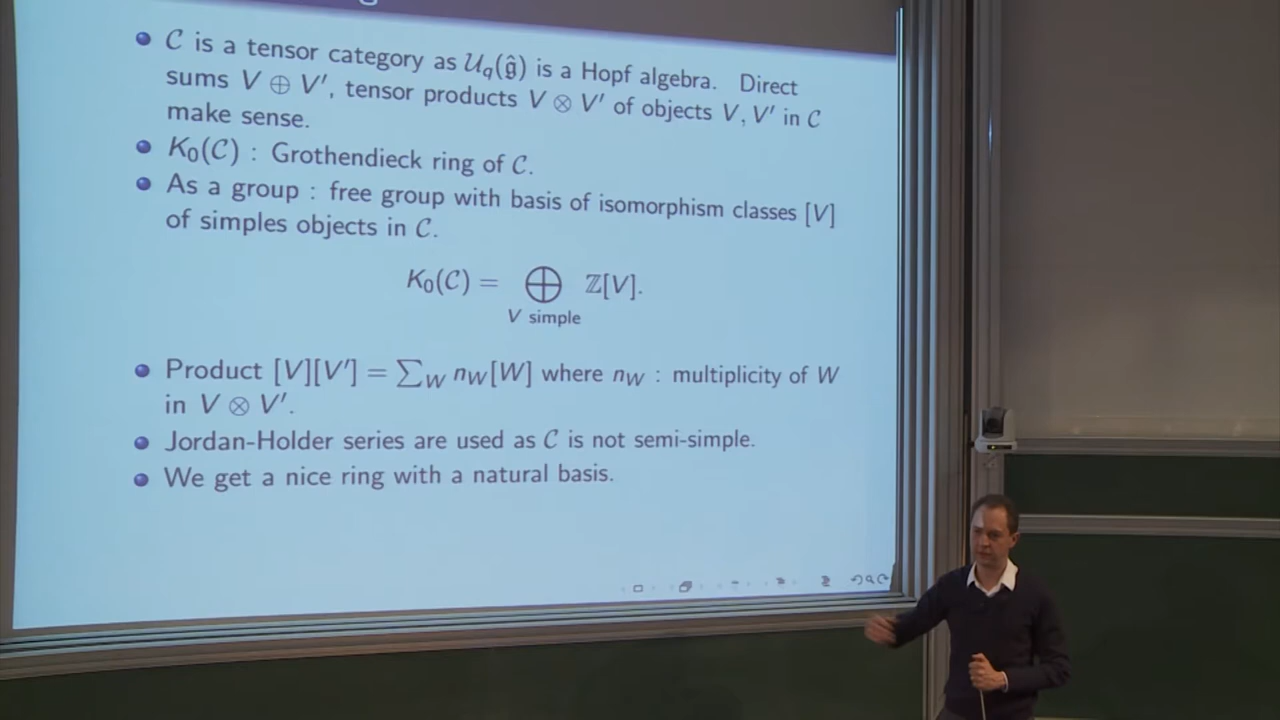 C is a tensor category as U_q(ĝ) is a Hopf algebra. Direct
sums V ⊕ V′, tensor products V ⊗ V′ of objects V, V′ in C
make sense.
K₀(C) : Grothendieck ring of C.
As a group : free group with basis of isomorphism classes [V]
of simples objects in C.
K₀(C) = ⊕ ℤ[V].
V simple
Product [V][V′] = ∑_W n_W[W] where n_W : multiplicity of W
in V ⊗ V′.
Jordan-Holder series are used as C is not semi-simple.
We get a nice ring with a natural basis.